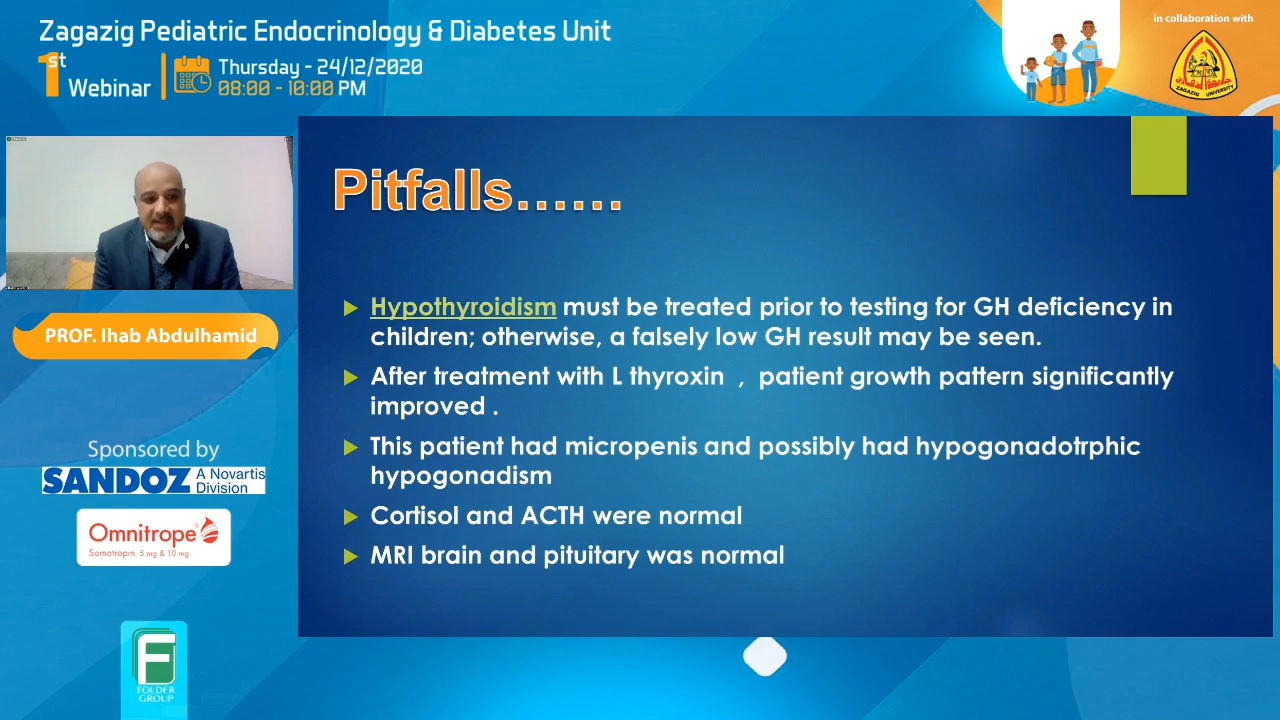 Zagazig Pediatric Endocrinology & Diabetes Unit
1st Webinar
Thursday - 24/12/2020
08:00 - 10:00 PM
in collaboration with
ZAGAZIG UNIVERSITY
Pitfalls......
Hypothyroidism must be treated prior to testing for GH deficiency in
children; otherwise, a falsely low GH result may be seen.
After treatment with L thyroxin , patient growth pattern significantly
improved .
This patient had micropenis and possibly had hypogonadotrphic
hypogonadism
Cortisol and ACTH were normal
MRI brain and pituitary was normal
PROF. Ihab Abdulhamid
Sponsored by
SANDOZ A Novartis
Division
Omnitrope
Somatropin 5 mg & 10 mg
F
FOLDER
GROUP